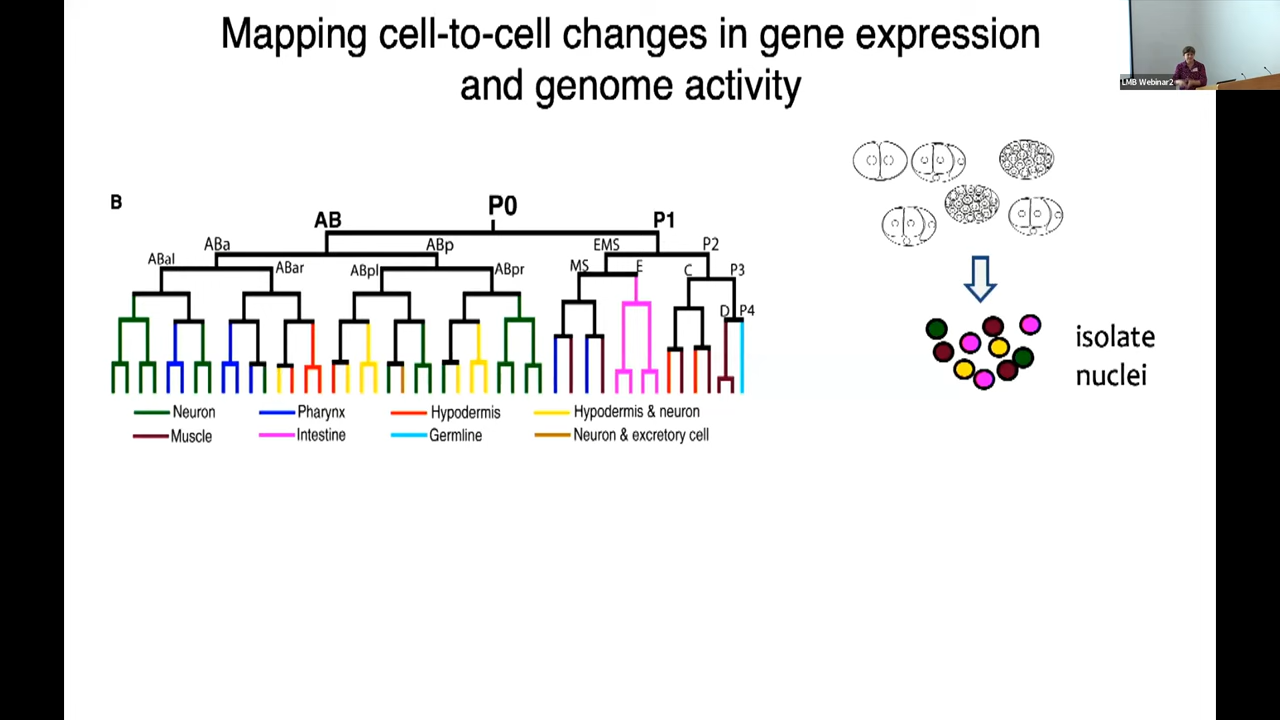 Mapping cell-to-cell changes in gene expression
and genome activity
LMB Webinar2
B
P0
AB
P1
ABa
ABp
EMS
P2
ABal
ABar
ABpl
ABpr
MS
E
C
P3
D
P4
Neuron
Pharynx
Hypodermis
Hypodermis & neuron
Muscle
Intestine
Germline
Neuron & excretory cell
isolate
nuclei